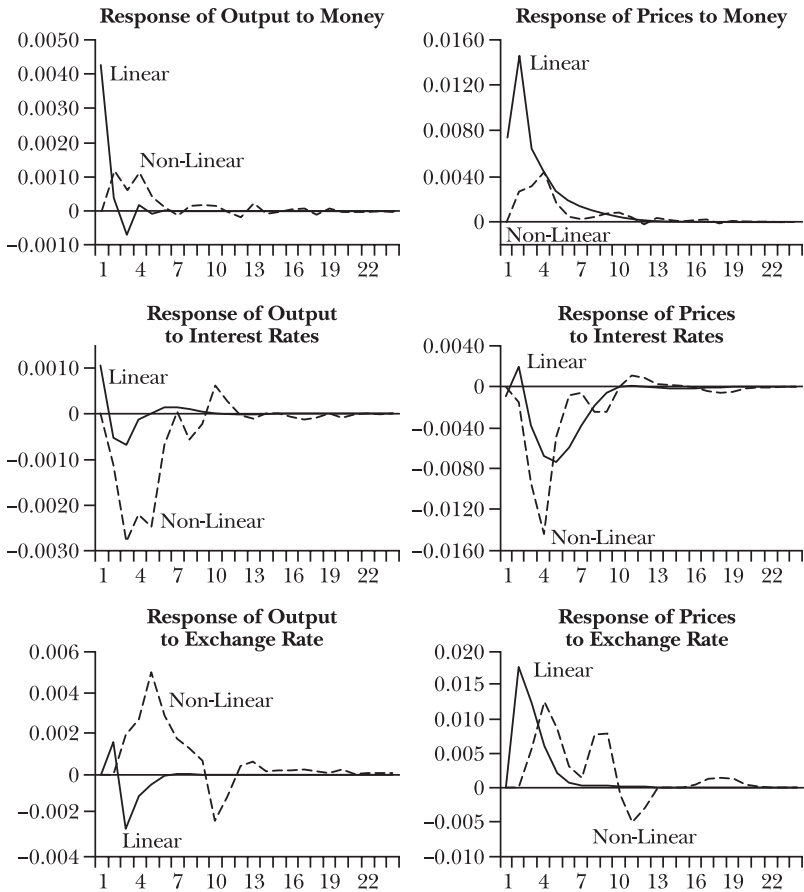 Response of Output to Money
0.0050
0.0040
0.0030
0.0020
0.0010
0
−0.0010
Linear
Non-Linear
1 4 7 10 13 16 19 22
Response of Prices to Money
0.0160
0.0120
0.0080
0.0040
0
Linear
Non-Linear
1 4 7 10 13 16 19 22
Response of Output
to Interest Rates
0.0010
0.0000
−0.0010
−0.0020
−0.0030
Linear
Non-Linear
1 4 7 10 13 16 19 22
Response of Prices
to Interest Rates
0.0040
0.0000
−0.0040
−0.0080
−0.0120
−0.0160
Linear
Non-Linear
1 4 7 10 13 16 19 22
Response of Output
to Exchange Rate
0.006
0.004
0.002
0
−0.002
−0.004
Non-Linear
Linear
1 4 7 10 13 16 19 22
Response of Prices
to Exchange Rate
0.020
0.015
0.010
0.005
0
−0.005
−0.010
Linear
Non-Linear
1 4 7 10 13 16 19 22